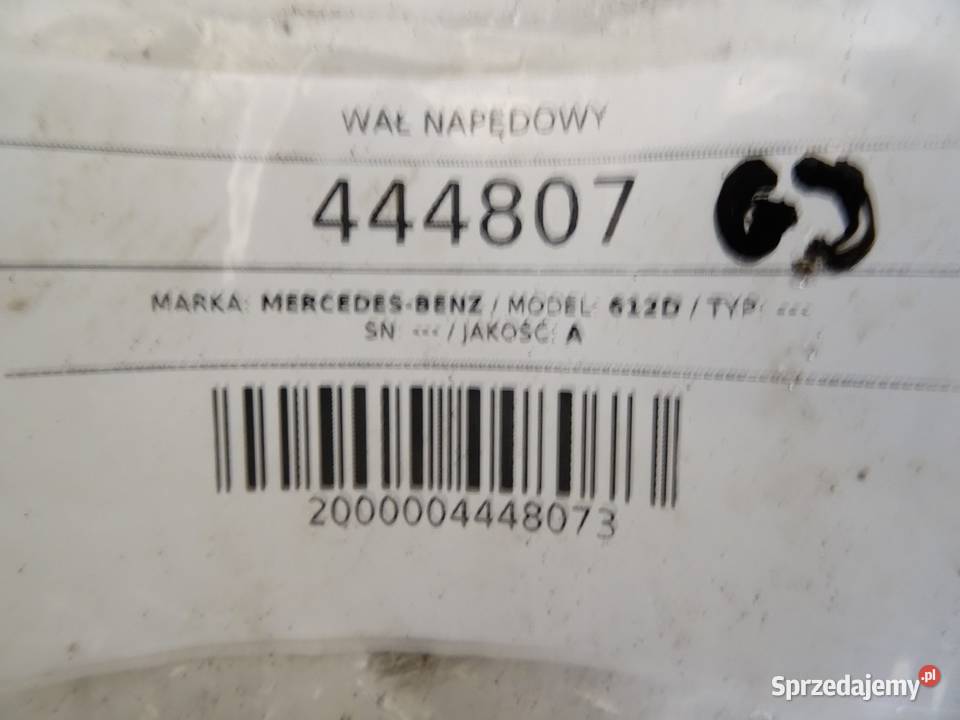 WAŁ NAPĘDOWY
444807
MARKA: MERCEDES-BENZ / MODEL: 612D / TYP: <<<
SN: <<< / JAKOŚĆ: A
2000004448073
Sprzedajemy.pl